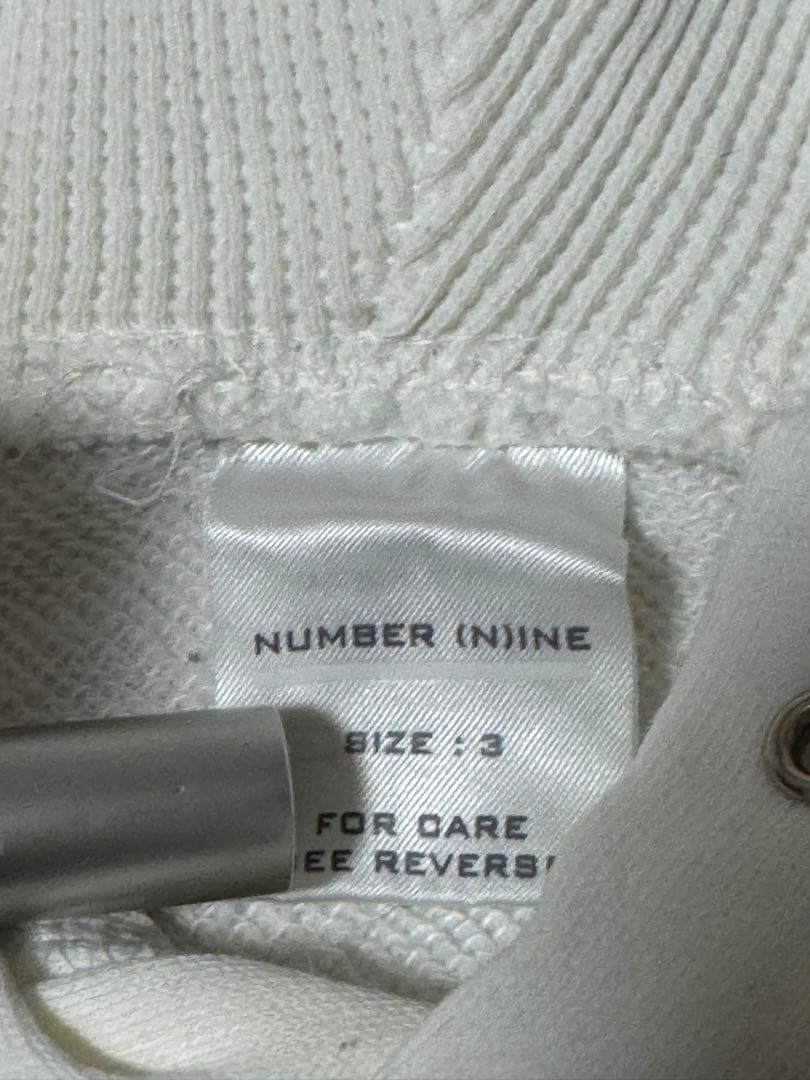 NUMBER (N)INE
SIZE : 3
FOR CARE
EE REVERS